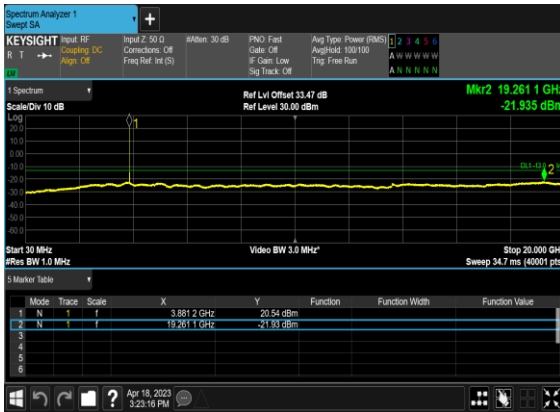 Spectrum Analyzer 1
Swept SA
+
KEYSIGHT
R T
LW
Input: RF
Coupling: DC
Align: Off
Input Z: 50 Ω
Corrections: Off
Freq Ref: Int (S)
#Atten: 30 dB
PNO: Fast
Gate: Off
IF Gain: Low
Sig Track: Off
Avg Type: Power (RMS)
Avg|Hold: 100/100
Trig: Free Run
1 2 3 4 5 6
A W W W W W
A N N N N N
1 Spectrum
Scale/Div 10 dB
Ref Lvl Offset 33.47 dB
Ref Level 30.00 dBm
Mkr2 19.261 1 GHz
-21.935 dBm
Log
20.0
10.0
0.00
-10.0
-20.0
-30.0
-40.0
-50.0
-60.0
1
2
Start 30 MHz
#Res BW 1.0 MHz
Video BW 3.0 MHz*
Stop 20.000 GH
Sweep 34.7 ms (40001 pts
5 Marker Table
Mode Trace Scale X Y Function Function Width Function Value
1 N 1 f 3.881 2 GHz 20.54 dBm
2 N 1 f 19.261 1 GHz -21.93 dBm
3
4
5
6
?
Apr 18, 2023
3:23:16 PM